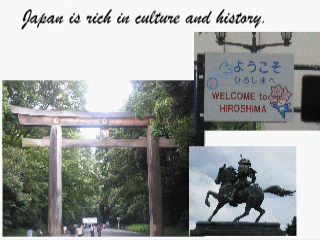 Japan is rich in culture and history.
ようこそ
ひろしまへ
WELCOME to
HIROSHIMA